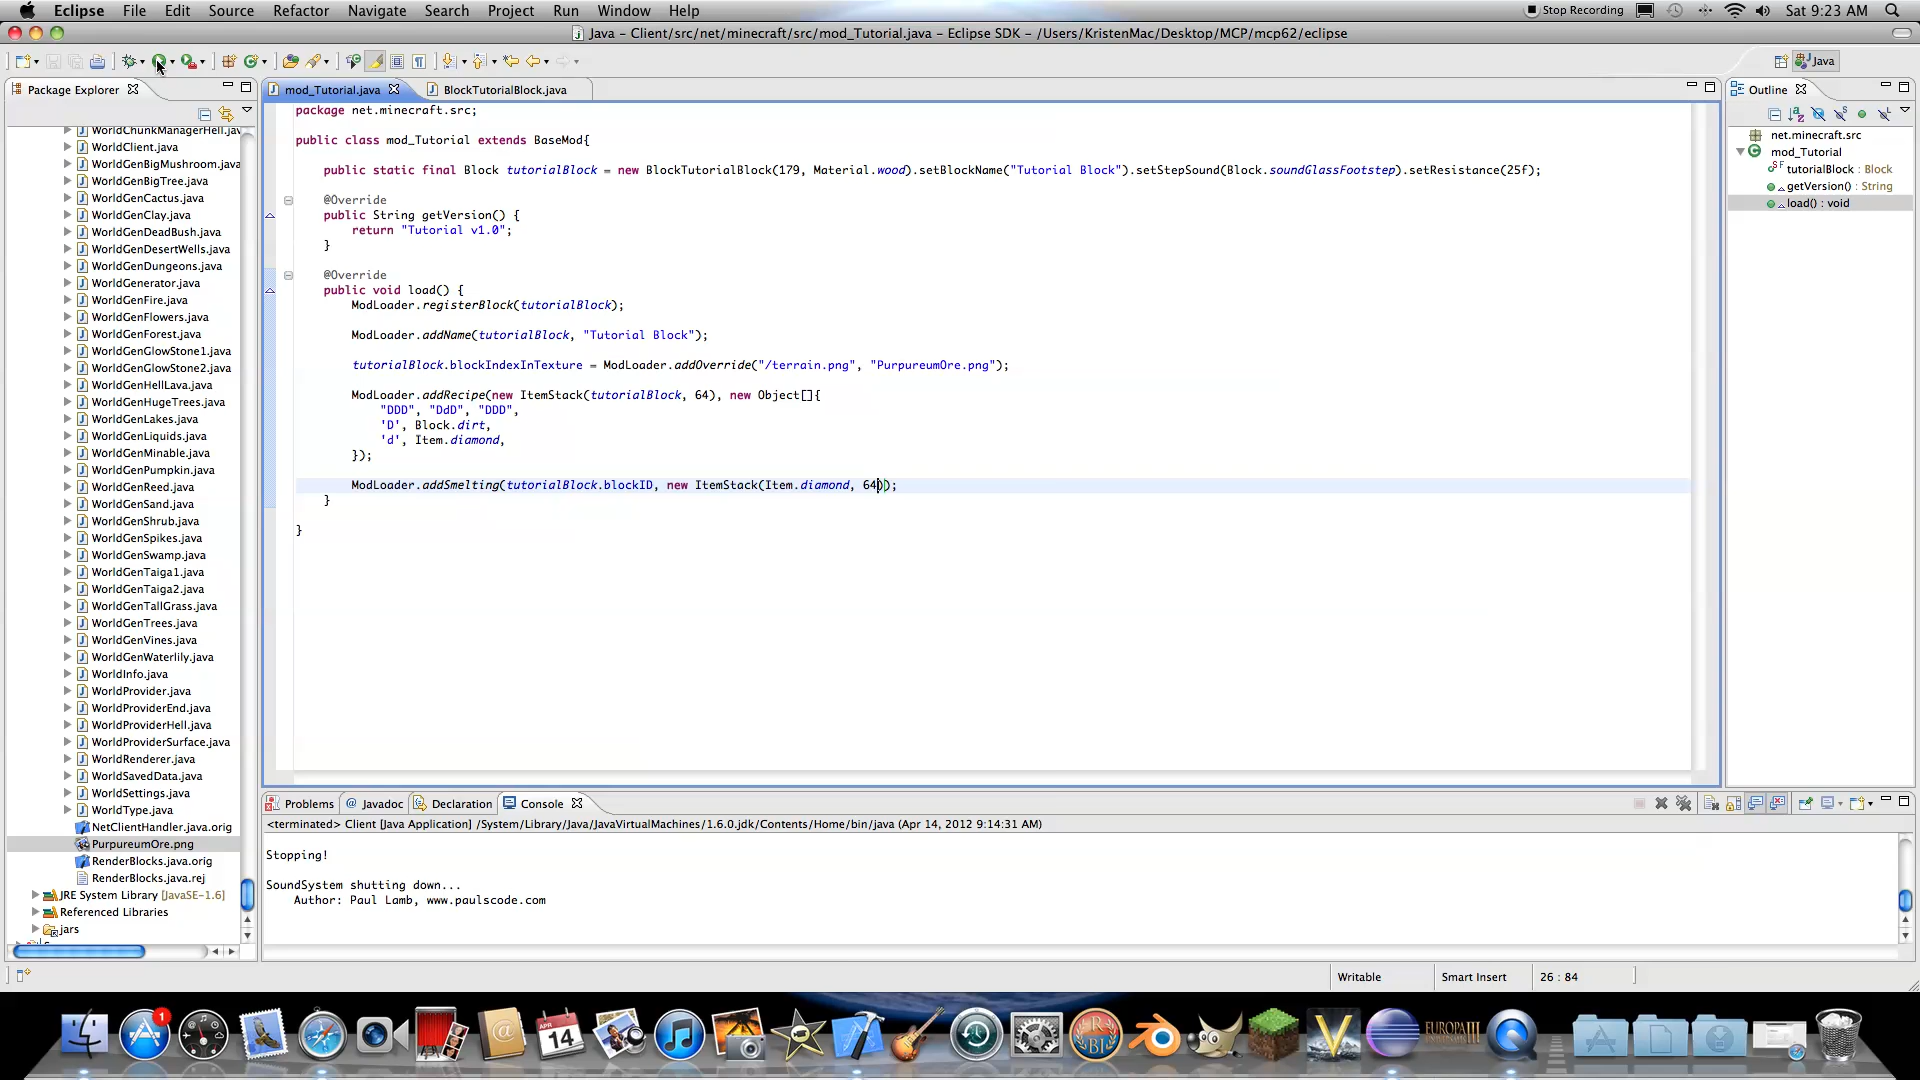 Eclipse File Edit View Source Refactor Navigate Search Project Run Window Help Stop Recording Sat 9:23 AM
Java – Client/src/net/minecraft/src/mod_Tutorial.java – Eclipse SDK – /Users/KristenMac/Desktop/MCP/mcp62/eclipse
Java
Package Explorer
WorldChunkManagerHell.jav
WorldClient.java
WorldGenBigMushroom.java
WorldGenBigTree.java
WorldGenCactus.java
WorldGenClay.java
WorldGenDeadBush.java
WorldGenDesertWells.java
WorldGenDungeons.java
WorldGenerator.java
WorldGenFire.java
WorldGenFlowers.java
WorldGenForest.java
WorldGenGlowStone1.java
WorldGenGlowStone2.java
WorldGenHellLava.java
WorldGenHugeTrees.java
WorldGenLakes.java
WorldGenLiquids.java
WorldGenMinable.java
WorldGenPumpkin.java
WorldGenReed.java
WorldGenSand.java
WorldGenShrub.java
WorldGenSpikes.java
WorldGenSwamp.java
WorldGenTaiga1.java
WorldGenTaiga2.java
WorldGenTallGrass.java
WorldGenTrees.java
WorldGenVines.java
WorldGenWaterlily.java
WorldInfo.java
WorldProvider.java
WorldProviderEnd.java
WorldProviderHell.java
WorldProviderSurface.java
WorldRenderer.java
WorldSavedData.java
WorldSettings.java
WorldType.java
NetClientHandler.java.orig
PurpureumOre.png
RenderBlocks.java.orig
RenderBlocks.java.rej
JRE System Library [JavaSE-1.6]
Referenced Libraries
jars
mod_Tutorial.java BlockTutorialBlock.java
package net.minecraft.src;
public class mod_Tutorial extends BaseMod{
public static final Block tutorialBlock = new BlockTutorialBlock(179, Material.wood).setBlockName("Tutorial Block").setStepSound(Block.soundGlassFootstep).setResistance(25f);
@Override
public String getVersion() {
return "Tutorial v1.0";
}
@Override
public void load() {
ModLoader.registerBlock(tutorialBlock);
ModLoader.addName(tutorialBlock, "Tutorial Block");
tutorialBlock.blockIndexInTexture = ModLoader.addOverride("/terrain.png", "PurpureumOre.png");
ModLoader.addRecipe(new ItemStack(tutorialBlock, 64), new Object[]{
"DDD", "DdD", "DDD",
'D', Block.dirt,
'd', Item.diamond,
});
ModLoader.addSmelting(tutorialBlock.blockID, new ItemStack(Item.diamond, 64));
}
}
Outline
net.minecraft.src
mod_Tutorial
tutorialBlock : Block
getVersion() : String
load() : void
Problems Javadoc Declaration Console
<terminated> Client [Java Application] /System/Library/Java/JavaVirtualMachines/1.6.0.jdk/Contents/Home/bin/java (Apr 14, 2012 9:14:31 AM)
Stopping!
SoundSystem shutting down...
Author: Paul Lamb, www.paulscode.com
Writable Smart Insert 26 : 84
1
APR
14
EUROPA III